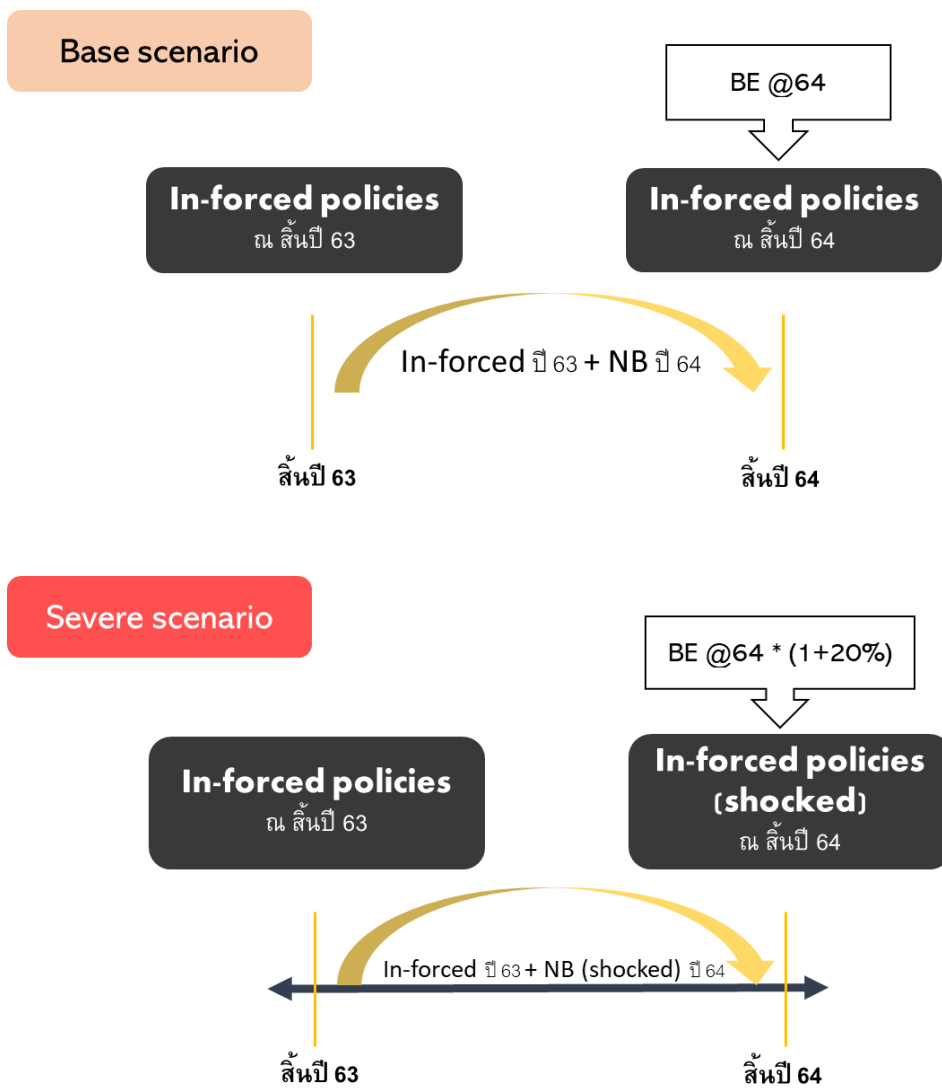 Base scenario
BE @64
In-forced policies
ณ สิ้นปี 63
In-forced policies
ณ สิ้นปี 64
In-forced ปี 63 + NB ปี 64
สิ้นปี 63
สิ้นปี 64
Severe scenario
BE @64 * (1+20%)
In-forced policies
ณ สิ้นปี 63
In-forced policies
(shocked)
ณ สิ้นปี 64
In-forced ปี 63 + NB (shocked) ปี 64
สิ้นปี 63
สิ้นปี 64